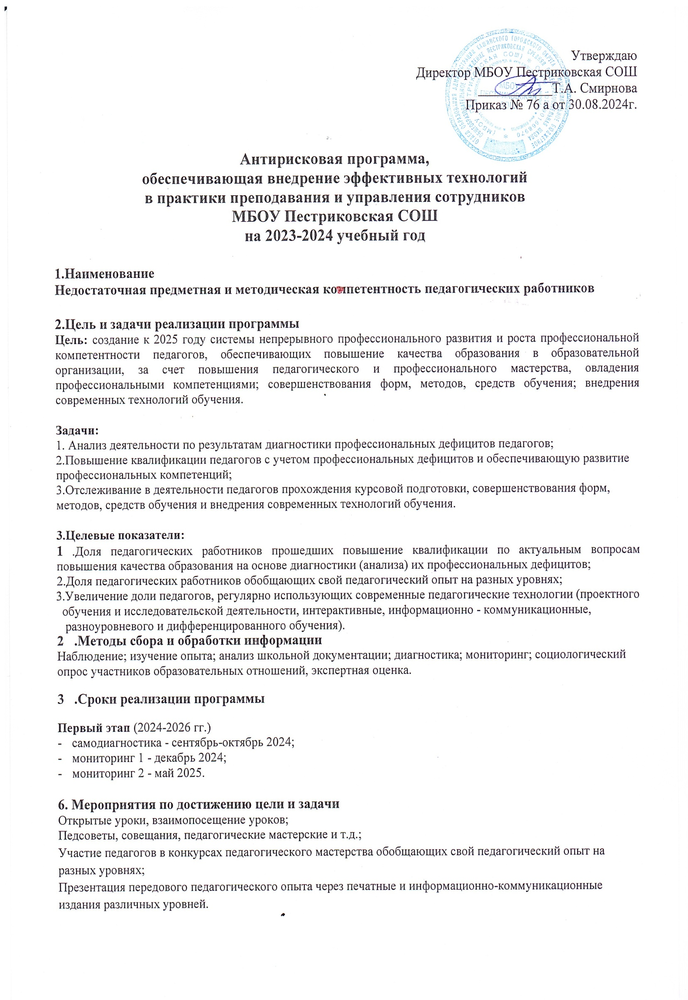 Утверждаю
Директор МБОУ Пестриковская СОШ
____________Т.А. Смирнова
Приказ № 76 а от 30.08.2024г.
Антирисковая программа,
обеспечивающая внедрение эффективных технологий
в практики преподавания и управления сотрудников
МБОУ Пестриковская СОШ
на 2023-2024 учебный год
1.Наименование
Недостаточная предметная и методическая компетентность педагогических работников
2.Цель и задачи реализации программы
Цель: создание к 2025 году системы непрерывного профессионального развития и роста профессиональной
компетентности педагогов, обеспечивающих повышение качества образования в образовательной
организации, за счет повышения педагогического и профессионального мастерства, овладения
профессиональными компетенциями; совершенствования форм, методов, средств обучения; внедрения
современных технологий обучения.
Задачи:
1. Анализ деятельности по результатам диагностики профессиональных дефицитов педагогов;
2.Повышение квалификации педагогов с учетом профессиональных дефицитов и обеспечивающую развитие
профессиональных компетенций;
3.Отслеживание в деятельности педагогов прохождения курсовой подготовки, совершенствования форм,
методов, средств обучения и внедрения современных технологий обучения.
3.Целевые показатели:
1 .Доля педагогических работников прошедших повышение квалификации по актуальным вопросам
повышения качества образования на основе диагностики (анализа) их профессиональных дефицитов;
2.Доля педагогических работников обобщающих свой педагогический опыт на разных уровнях;
3.Увеличение доли педагогов, регулярно использующих современные педагогические технологии (проектного
обучения и исследовательской деятельности, интерактивные, информационно - коммуникационные,
разноуровневого и дифференцированного обучения).
2 .Методы сбора и обработки информации
Наблюдение; изучение опыта; анализ школьной документации; диагностика; мониторинг; социологический
опрос участников образовательных отношений, экспертная оценка.
3 .Сроки реализации программы
Первый этап (2024-2026 гг.)
- самодиагностика - сентябрь-октябрь 2024;
- мониторинг 1 - декабрь 2024;
- мониторинг 2 - май 2025.
6. Мероприятия по достижению цели и задачи
Открытые уроки, взаимопосещение уроков;
Педсоветы, совещания, педагогические мастерские и т.д.;
Участие педагогов в конкурсах педагогического мастерства обобщающих свой педагогический опыт на
разных уровнях;
Презентация передового педагогического опыта через печатные и информационно-коммуникационные
издания различных уровней.